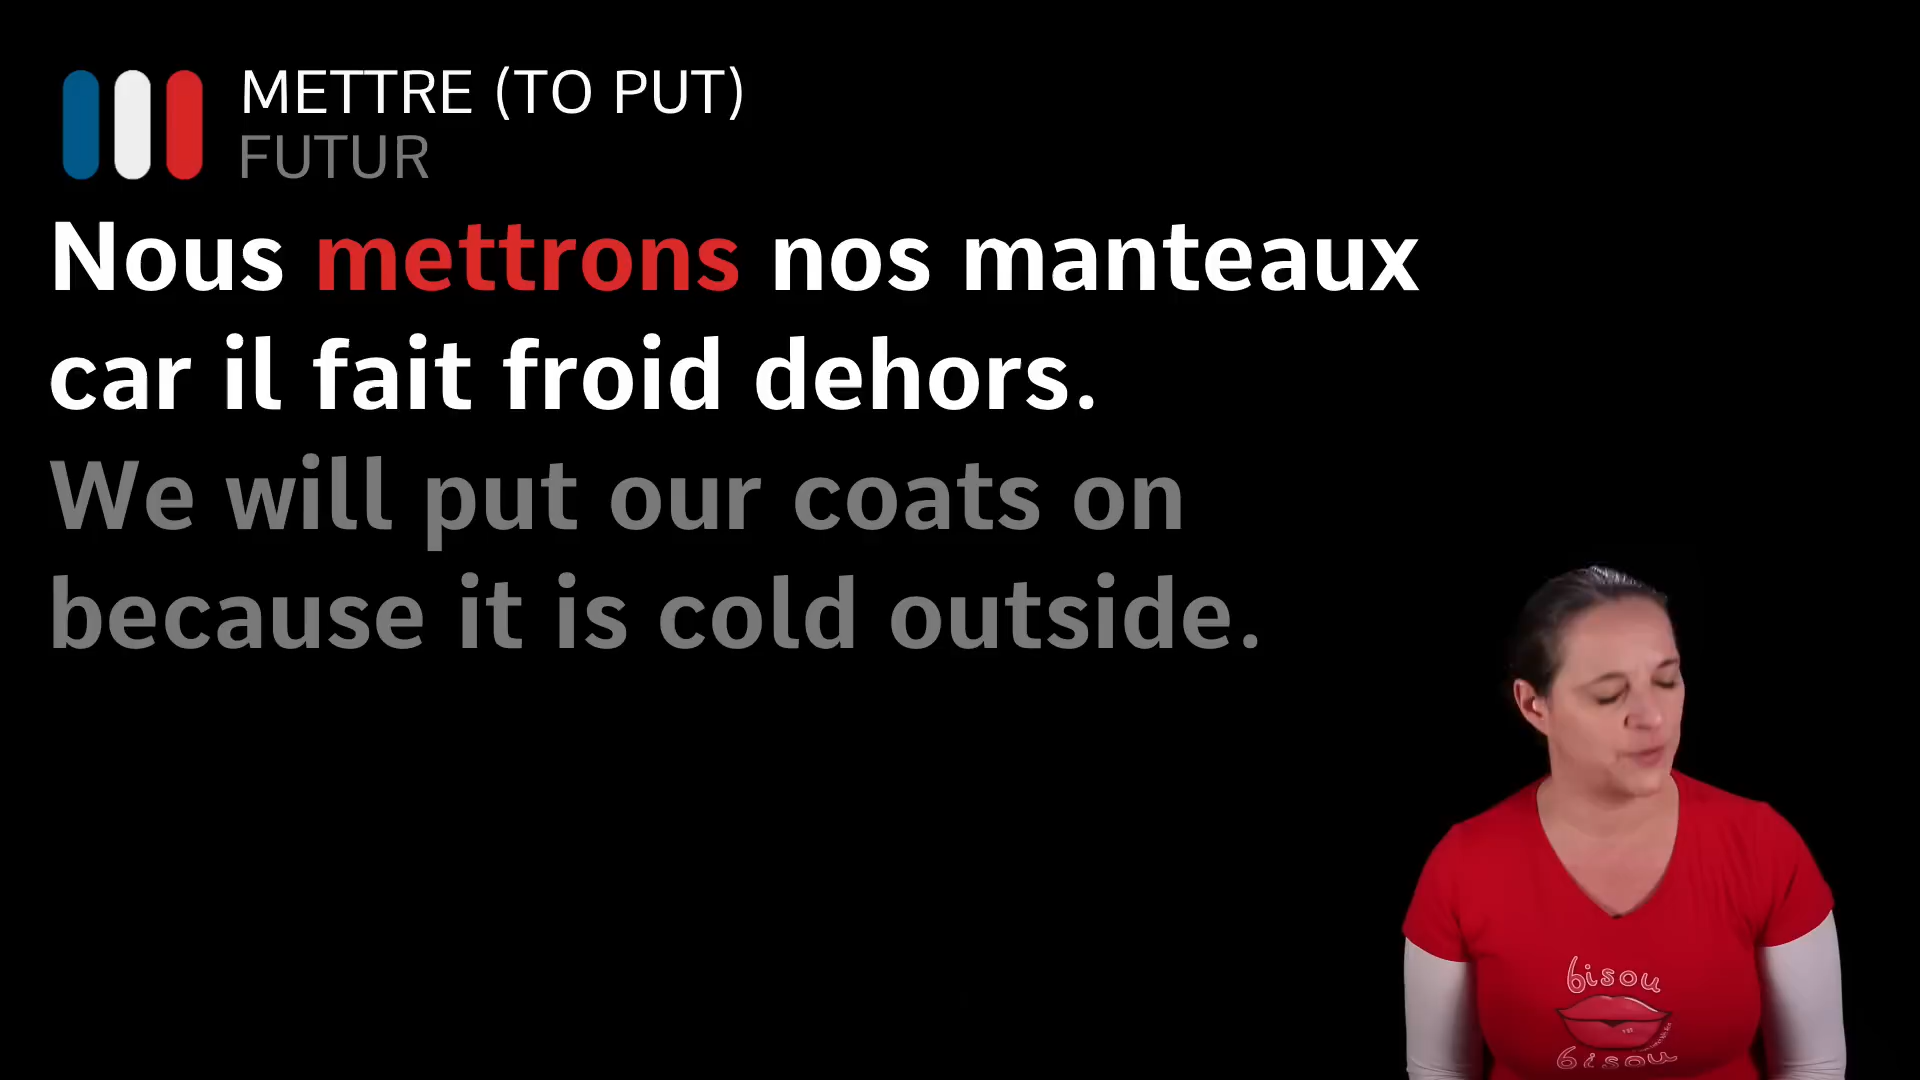 METTRE (TO PUT)
FUTUR
Nous mettrons nos manteaux
car il fait froid dehors.
We will put our coats on
because it is cold outside.
bisou
bisou